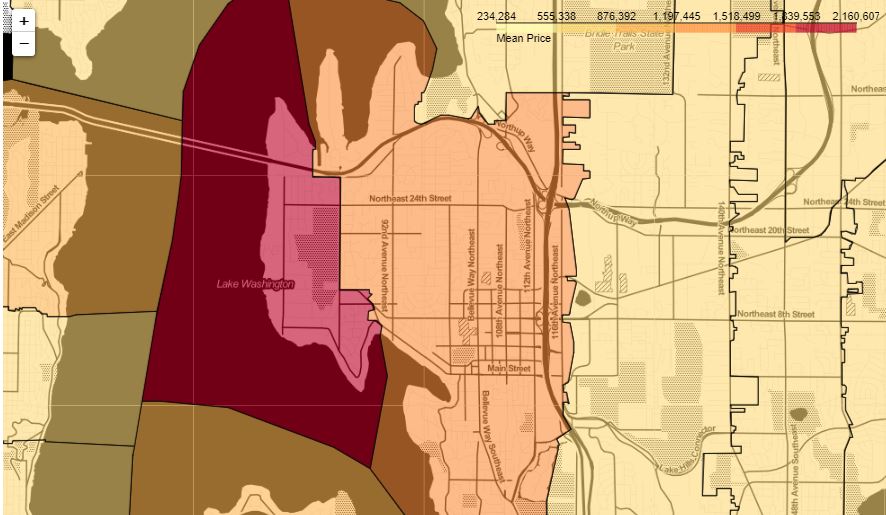 +
−
234,284 555,338 876,392 1,197,445 1,518,499 1,839,553 2,160,607
Mean Price
Bridle Trails State
Park
132nd Avenue N
Northeas
Northup Way
East Madison Street
Northeast 24th Street
Northup Way
Northeast 24th Street
Northeast 20th Street
92nd Avenue Northeast
Bellevue Way Northeast
108th Avenue Northeast
112th Avenue Northeast
116th Avenue Northeast
140th Avenue Northeast
Lake Washington
Northeast 8th Street
Main Street
Bellevue Way Southeast
Lake Hills Connector
148th Avenue Southeast